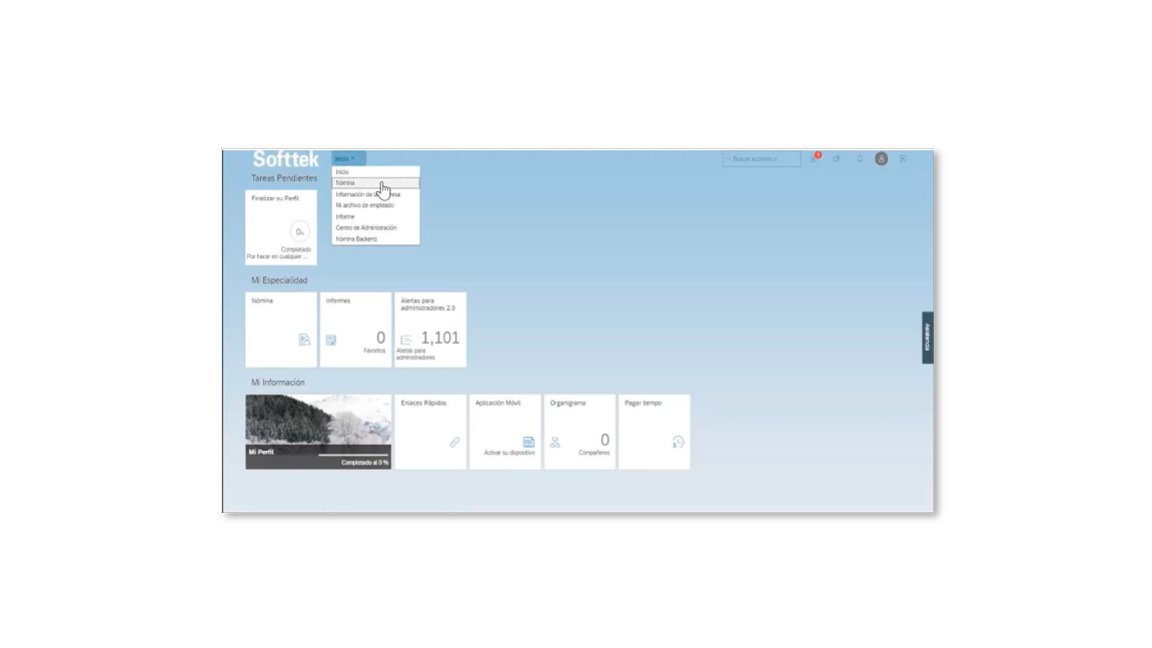 Softtek
Inicio
Buscar acciones o ...
Inicio
Nómina
Información de la
Mi archivo de empleado
Informe
Centro de Administración
Nómina Backend
Tareas Pendientes
Finalizar su Perfil
0%
Completado
Por hacer en cualquier ...
Mi Especialidad
Nómina
Informes
0
Favoritos
Alertas para
administradores 2.0
1,101
Alertas para
administradores
Mi Información
Mi Perfil
Completado al 0 %
Enlaces Rápidos
Aplicación Móvil
Activar su dispositivo
Organigrama
0
Compañeros
Pagar tiempo